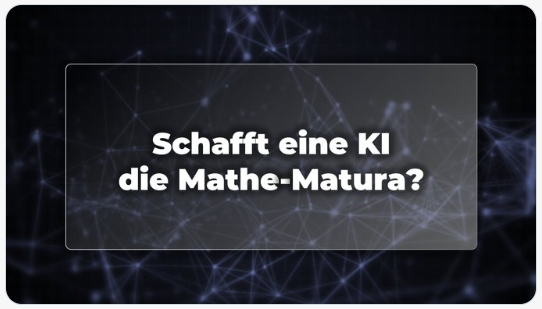 Schafft eine KI
die Mathe-Matura?